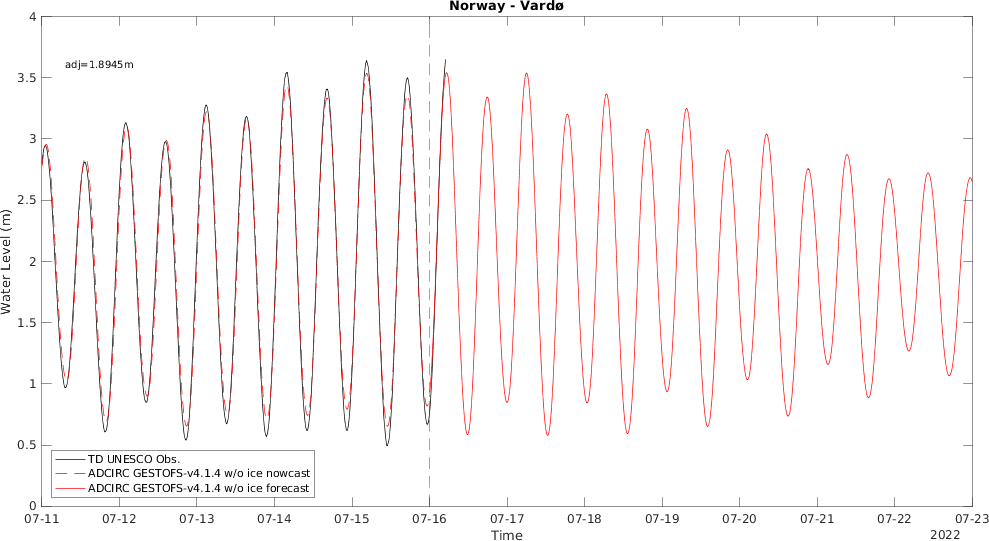 Norway - Vardø
4
adj=1.8945m
3.5
3
2.5
2
1.5
1
0.5
0
Water Level (m)
TD UNESCO Obs.
ADCIRC GESTOFS-v4.1.4 w/o ice nowcast
ADCIRC GESTOFS-v4.1.4 w/o ice forecast
07-11 07-12 07-13 07-14 07-15 07-16 07-17 07-18 07-19 07-20 07-21 07-22 07-23
Time
2022